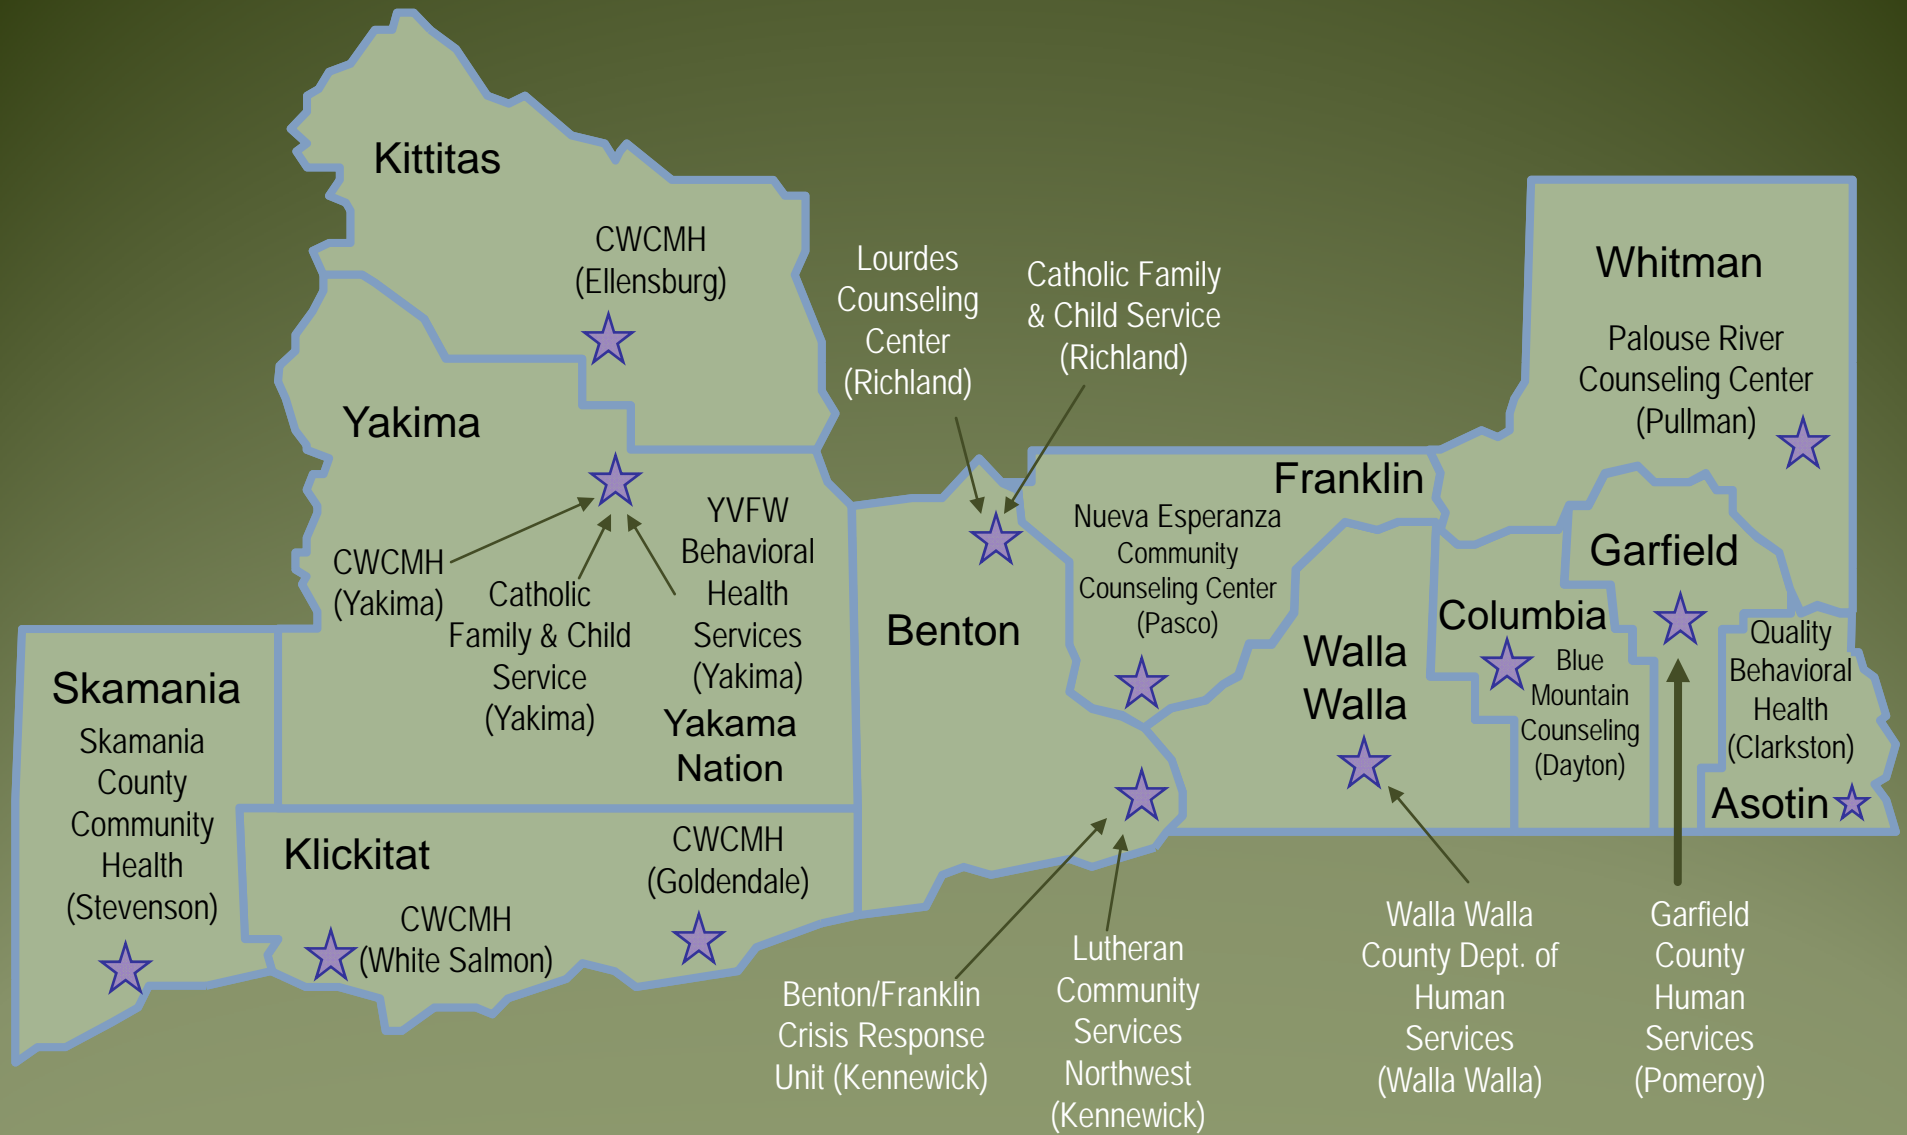 Kittitas
CWCMH
(Ellensburg)
Yakima
CWCMH
(Yakima)
Catholic
Family & Child
Service
(Yakima)
YVFW
Behavioral
Health
Services
(Yakima)
Yakama
Nation
Skamania
Skamania
County
Community
Health
(Stevenson)
Klickitat
CWCMH
(White Salmon)
CWCMH
(Goldendale)
Lourdes
Counseling
Center
(Richland)
Catholic Family
& Child Service
(Richland)
Benton
Benton/Franklin
Crisis Response
Unit (Kennewick)
Lutheran
Community
Services
Northwest
(Kennewick)
Franklin
Nueva Esperanza
Community
Counseling Center
(Pasco)
Walla
Walla
Walla Walla
County Dept. of
Human
Services
(Walla Walla)
Columbia
Blue
Mountain
Counseling
(Dayton)
Garfield
Garfield
County
Human
Services
(Pomeroy)
Whitman
Palouse River
Counseling Center
(Pullman)
Quality
Behavioral
Health
(Clarkston)
Asotin